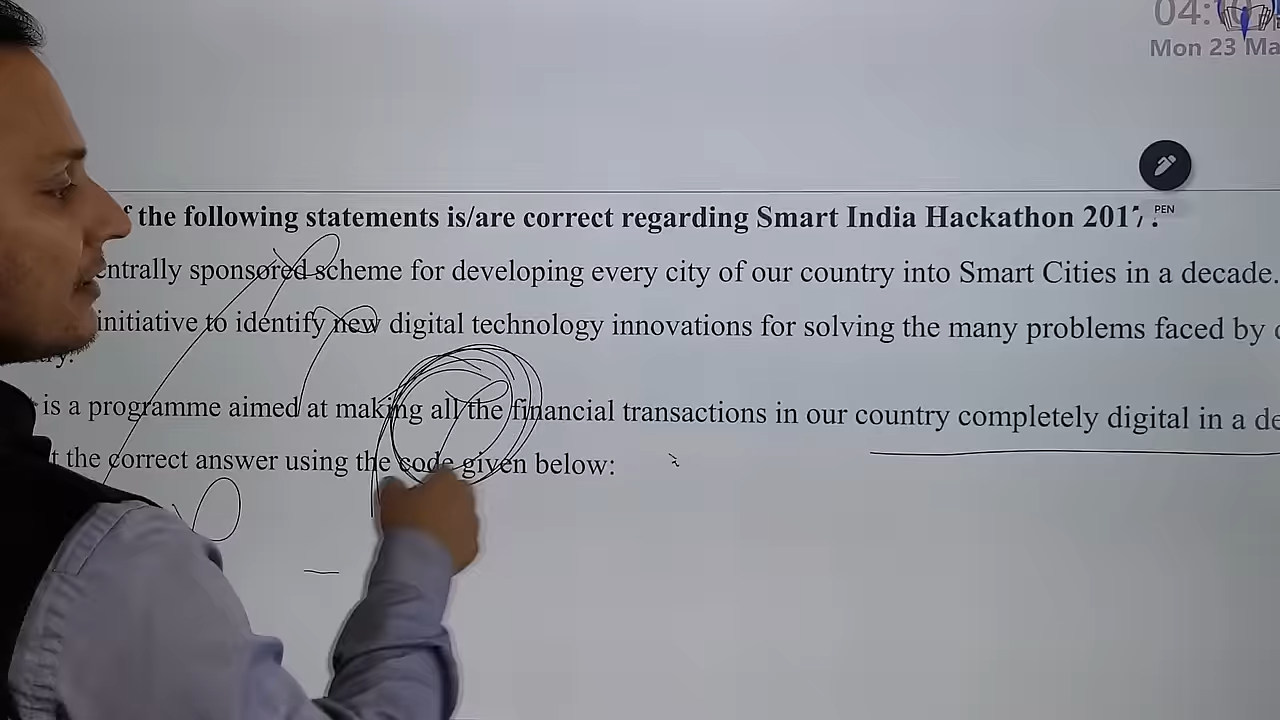 04:
Mon 23 Ma
PEN
f the following statements is/are correct regarding Smart India Hackathon 2017 :
entrally sponsored scheme for developing every city of our country into Smart Cities in a decade.
initiative to identify new digital technology innovations for solving the many problems faced by
ry.
is a programme aimed at making all the financial transactions in our country completely digital in a de
t the correct answer using the code given below: